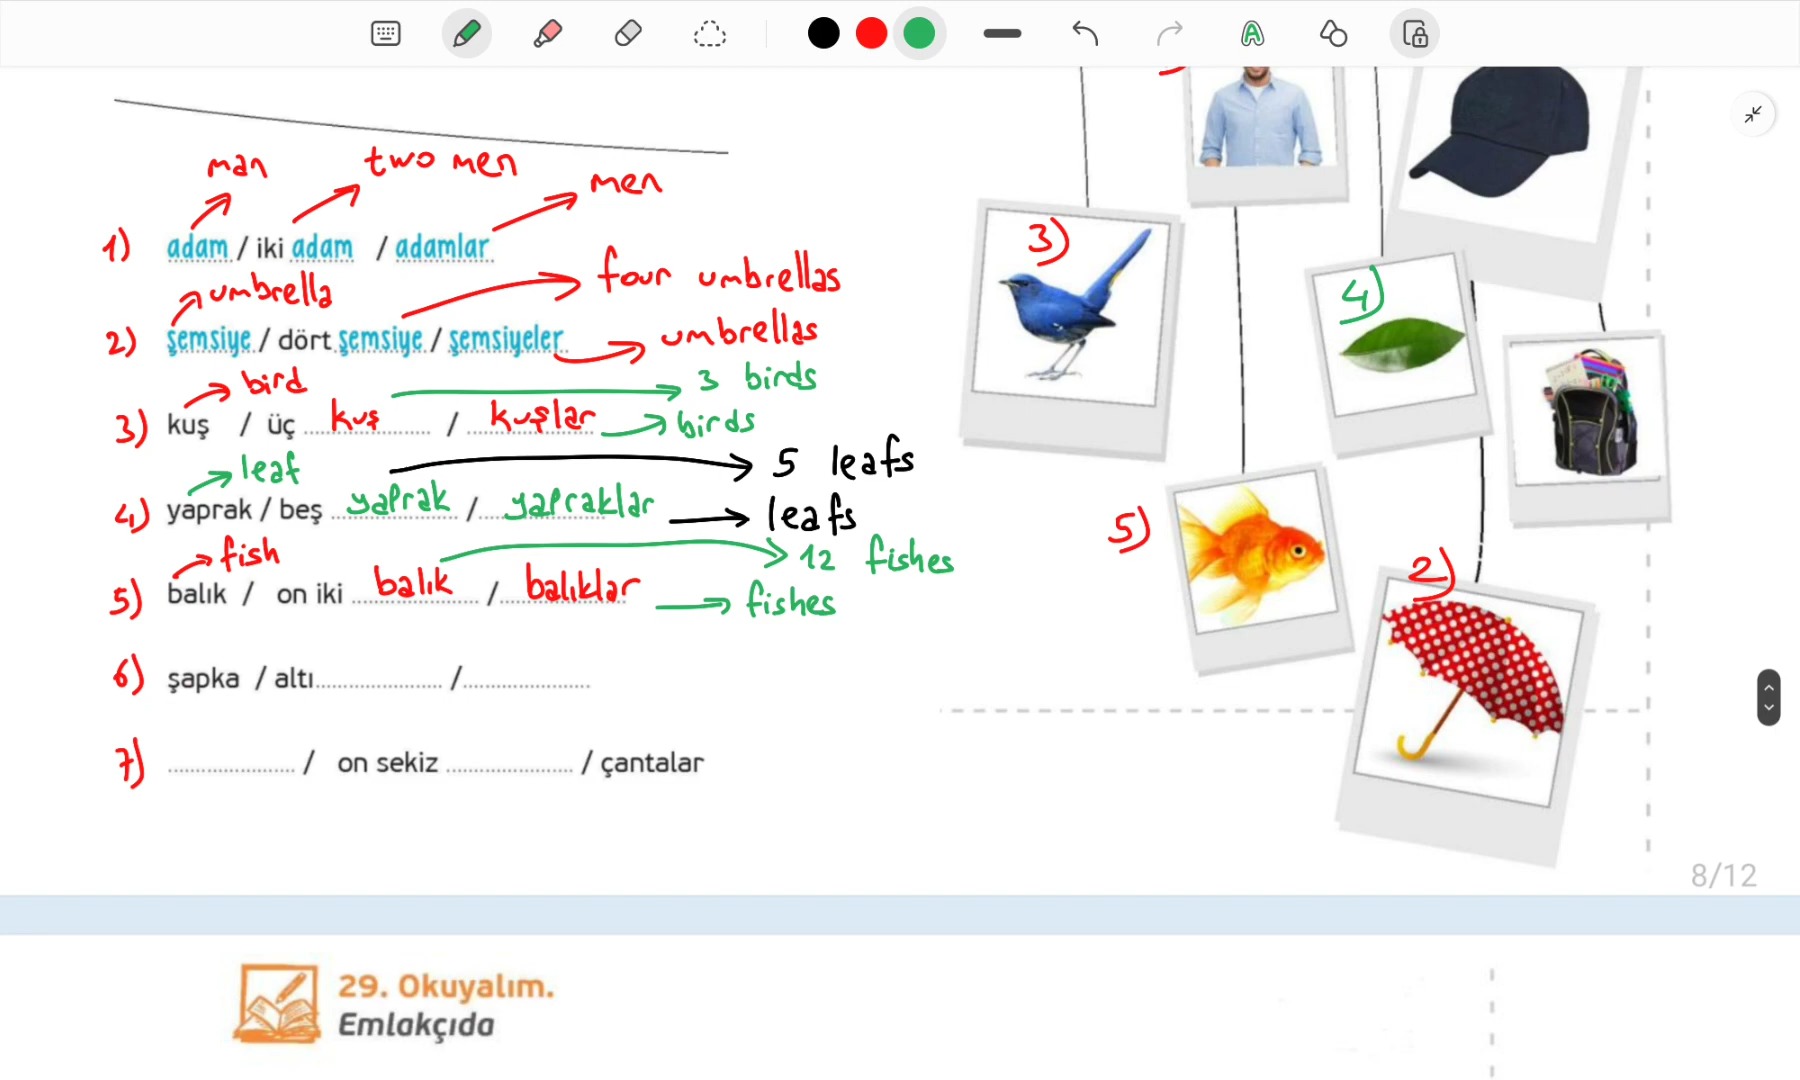 man
two men
men
1) adam / iki adam / adamlar
umbrella
four umbrellas
2) şemsiye / dört şemsiye / şemsiyeler
umbrellas
bird
3 birds
3) kuş / üç kuş / kuşlar
birds
leaf
5 leafs
4) yaprak / beş yaprak / yapraklar
leafs
fish
12 fishes
5) balık / on iki balık / balıklar
fishes
6) şapka / altı............ / ............
7) ............ / on sekiz ............ / çantalar
3)
4)
5)
2)
8/12
29. Okuyalım.
Emlakçıda